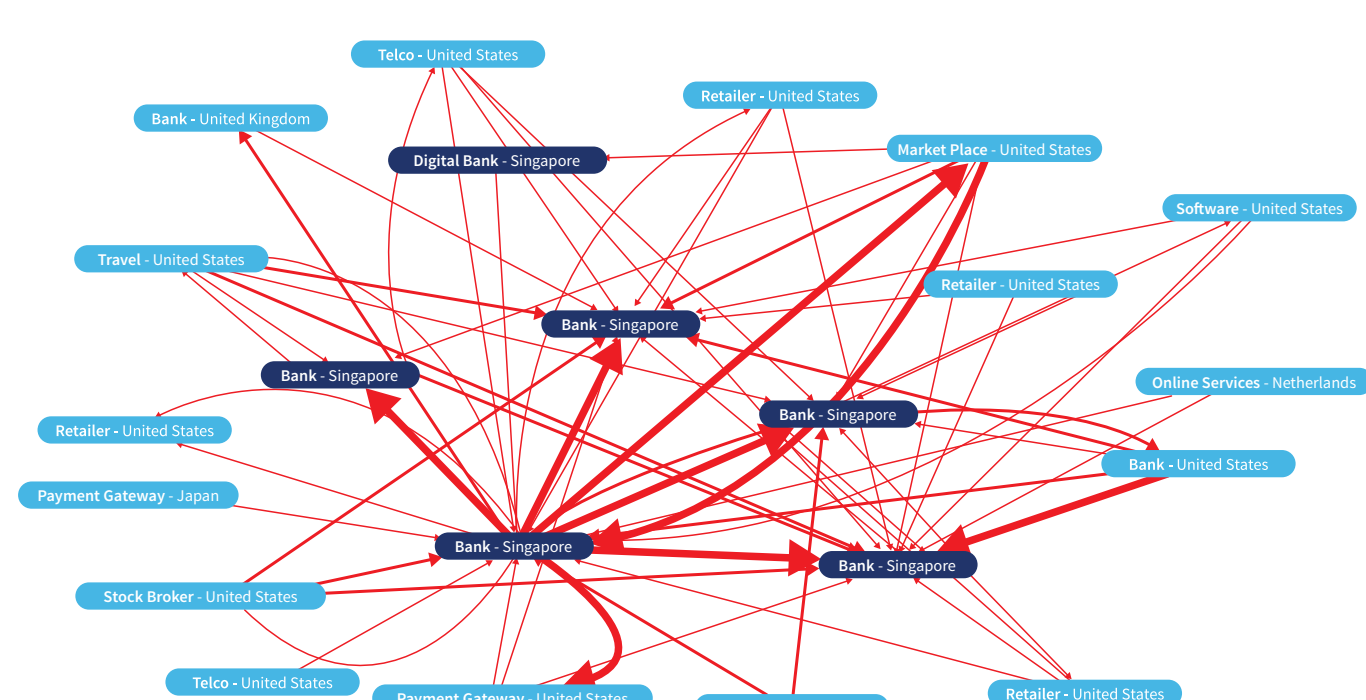 Telco - United States
Retailer - United States
Bank - United Kingdom
Market Place - United States
Digital Bank - Singapore
Software - United States
Travel - United States
Retailer - United States
Bank - Singapore
Bank - Singapore
Online Services - Netherlands
Bank - Singapore
Retailer - United States
Bank - United States
Payment Gateway - Japan
Bank - Singapore
Bank - Singapore
Stock Broker - United States
Telco - United States
Payment Gateway - United States
Retailer - United States